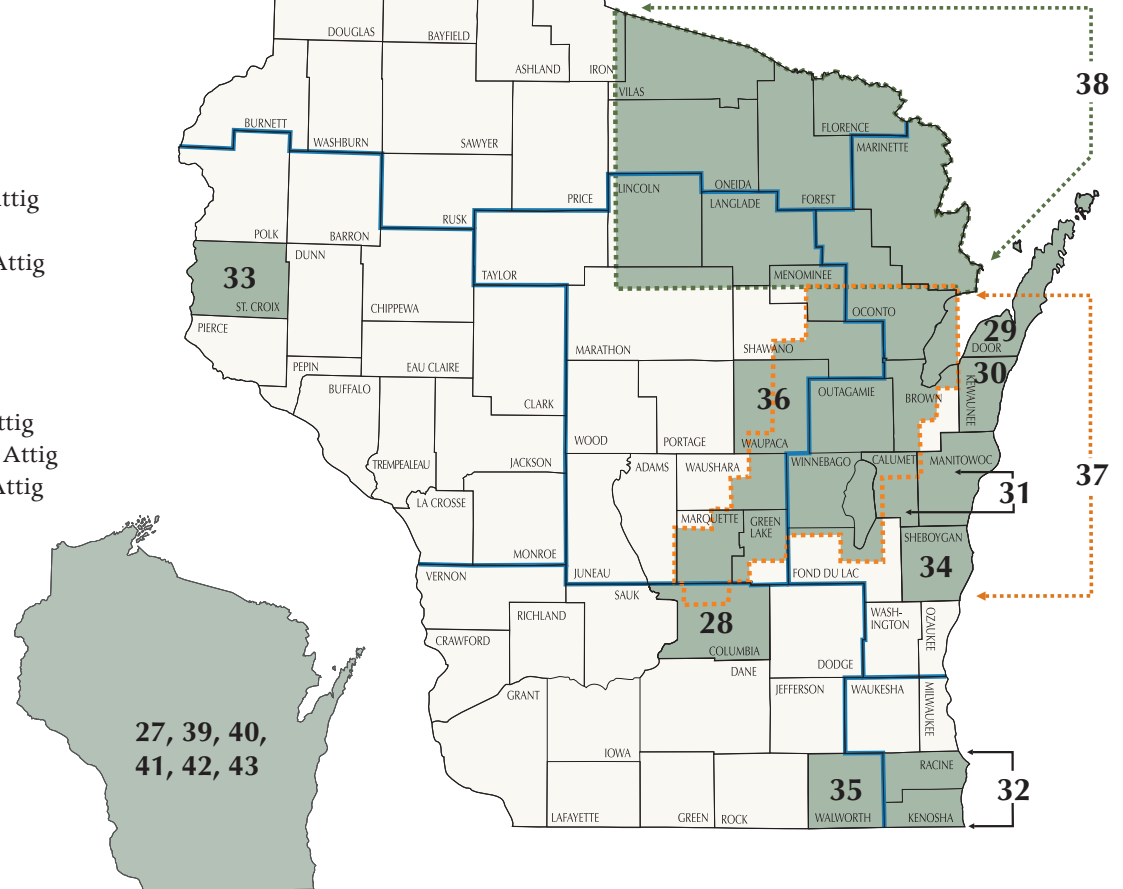 DOUGLAS
BAYFIELD
ASHLAND
IRON
38
VILAS
BURNETT
WASHBURN
SAWYER
FLORENCE
MARINETTE
PRICE
LINCOLN
ONEIDA
FOREST
LANGLADE
ttig
RUSK
POLK
BARRON
DUNN
Attig
33
ST. CROIX
TAYLOR
MENOMINEE
CHIPPEWA
OCONTO
PIERCE
29
DOOR
MARATHON
SHAWANO
PEPIN
EAU CLAIRE
30
KEWAUNEE
BUFFALO
CLARK
36
OUTAGAMIE
BROWN
ttig
WOOD
PORTAGE
WAUPACA
Attig
TREMPEALEAU
JACKSON
ADAMS
WAUSHARA
WINNEBAGO
CALUMET
MANITOWOC
37
Attig
31
LA CROSSE
MARQUETTE
GREEN
LAKE
SHEBOYGAN
MONROE
34
VERNON
JUNEAU
FOND DU LAC
SAUK
RICHLAND
28
WASH-
INGTON
OZAUKEE
CRAWFORD
COLUMBIA
DANE
DODGE
GRANT
JEFFERSON
WAUKESHA
MILWAUKEE
27, 39, 40,
41, 42, 43
IOWA
RACINE
35
32
LAFAYETTE
GREEN
ROCK
WALWORTH
KENOSHA